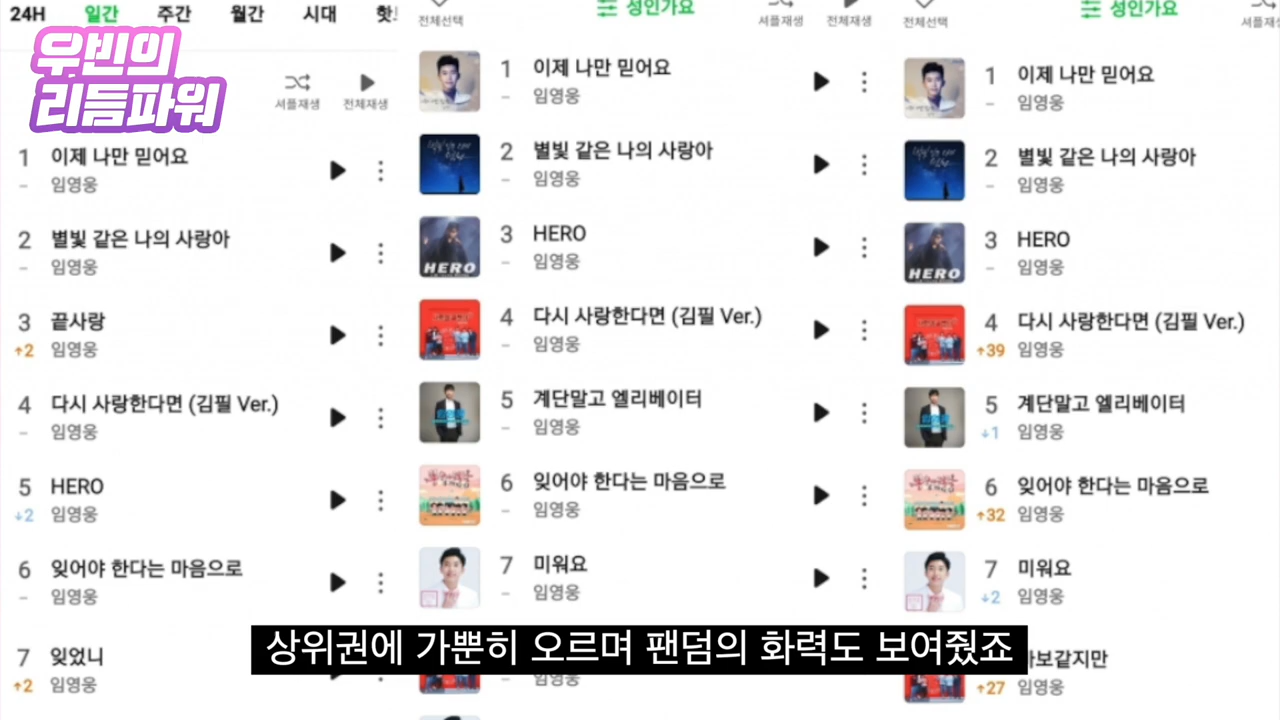 24H 일간 주간 월간 시대
우빈의
리듬파워
셔플재생 전체재생
1 이제 나만 믿어요
– 임영웅
2 별빛 같은 나의 사랑아
– 임영웅
3 끝사랑
↑2 임영웅
4 다시 사랑한다면 (김필 Ver.)
– 임영웅
5 HERO
↓2 임영웅
6 잊어야 한다는 마음으로
– 임영웅
7 잊었니
↑2 임영웅
성인가요
전체선택 셔플재생 전체재생
1 이제 나만 믿어요
– 임영웅
2 별빛 같은 나의 사랑아
– 임영웅
HERO
3 HERO
– 임영웅
4 다시 사랑한다면 (김필 Ver.)
– 임영웅
5 계단말고 엘리베이터
– 임영웅
6 잊어야 한다는 마음으로
– 임영웅
7 미워요
– 임영웅
임영웅
성인가요
전체선택
1 이제 나만 믿어요
– 임영웅
2 별빛 같은 나의 사랑아
– 임영웅
HERO
3 HERO
– 임영웅
4 다시 사랑한다면 (김필 Ver.)
↑39 임영웅
5 계단말고 엘리베이터
↓1 임영웅
6 잊어야 한다는 마음으로
↑32 임영웅
7 미워요
↓2 임영웅
보같지만
↑27 임영웅
상위권에 가뿐히 오르며 팬덤의 화력도 보여줬죠